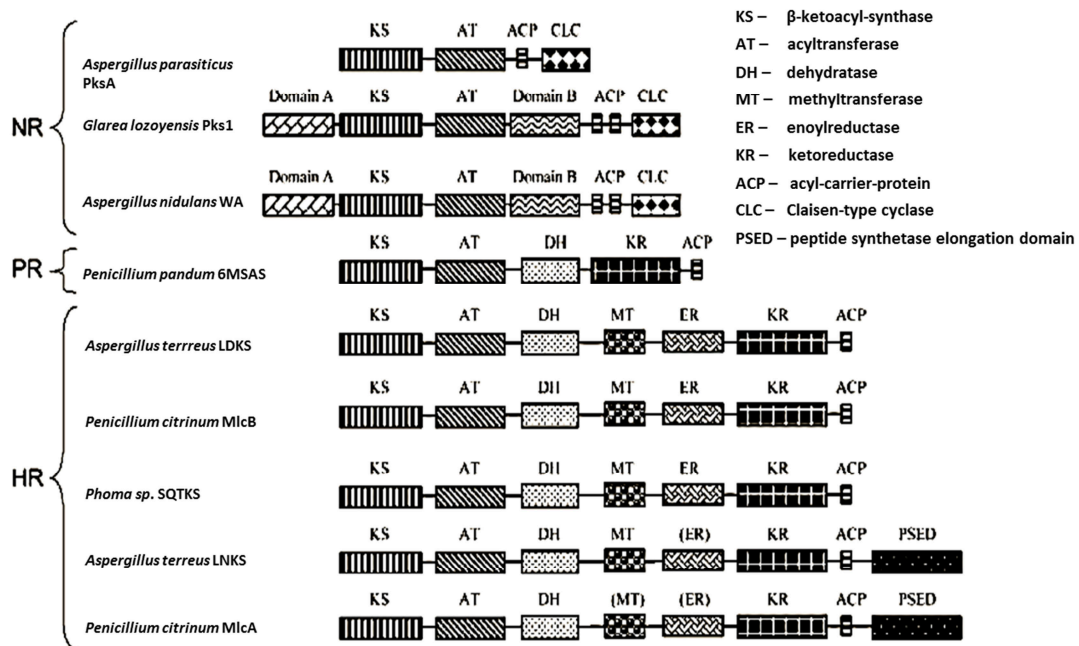 KS AT ACP CLC
Aspergillus parasiticus
PksA
Domain A KS AT Domain B ACP CLC
NR
Glarea lozoyensis Pks1
Domain A KS AT Domain B ACP CLC
Aspergillus nidulans WA
KS AT DH KR ACP
PR
Penicillium pandum 6MSAS
KS AT DH MT ER KR ACP
Aspergillus terrreus LDKS
KS AT DH MT ER KR ACP
Penicillium citrinum MlcB
HR
KS AT DH MT ER KR ACP
Phoma sp. SQTKS
KS AT DH MT (ER) KR ACP PSED
Aspergillus terreus LNKS
KS AT DH (MT) (ER) KR ACP PSED
Penicillium citrinum MlcA
KS – β-ketoacyl-synthase
AT – acyltransferase
DH – dehydratase
MT – methyltransferase
ER – enoylreductase
KR – ketoreductase
ACP – acyl-carrier-protein
CLC – Claisen-type cyclase
PSED – peptide synthetase elongation domain